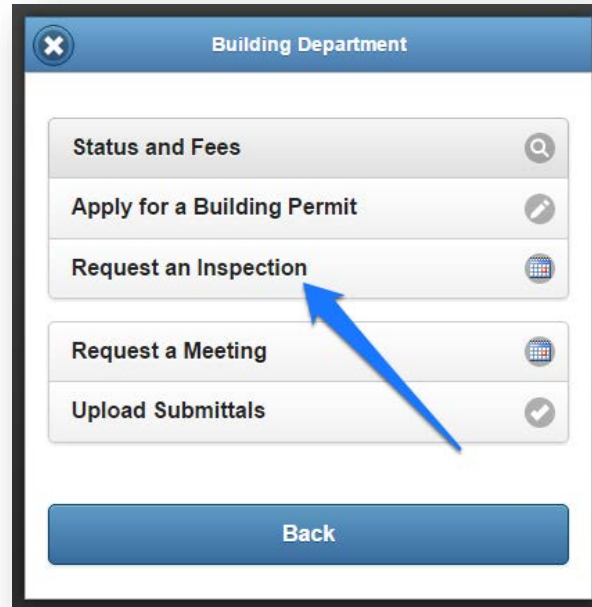 Building Department
Status and Fees
Apply for a Building Permit
Request an Inspection
Request a Meeting
Upload Submittals
Back